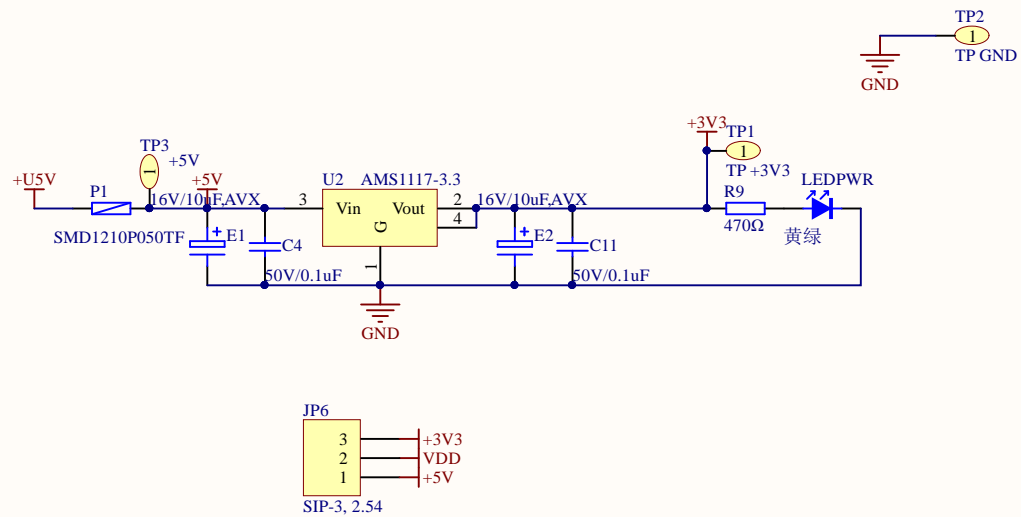 TP2
1
TP GND
GND
+3V3
TP1
1
TP +3V3
TP3
1
+5V
+U5V
P1
+5V
16V/10uF,AVX
SMD1210P050TF
E1
C4
50V/0.1uF
U2
AMS1117-3.3
3
Vin
Vout
2
4
G
1
GND
16V/10uF,AVX
E2
C11
50V/0.1uF
R9
470Ω
LEDPWR
黄绿
JP6
3
+3V3
2
VDD
1
+5V
SIP-3, 2.54